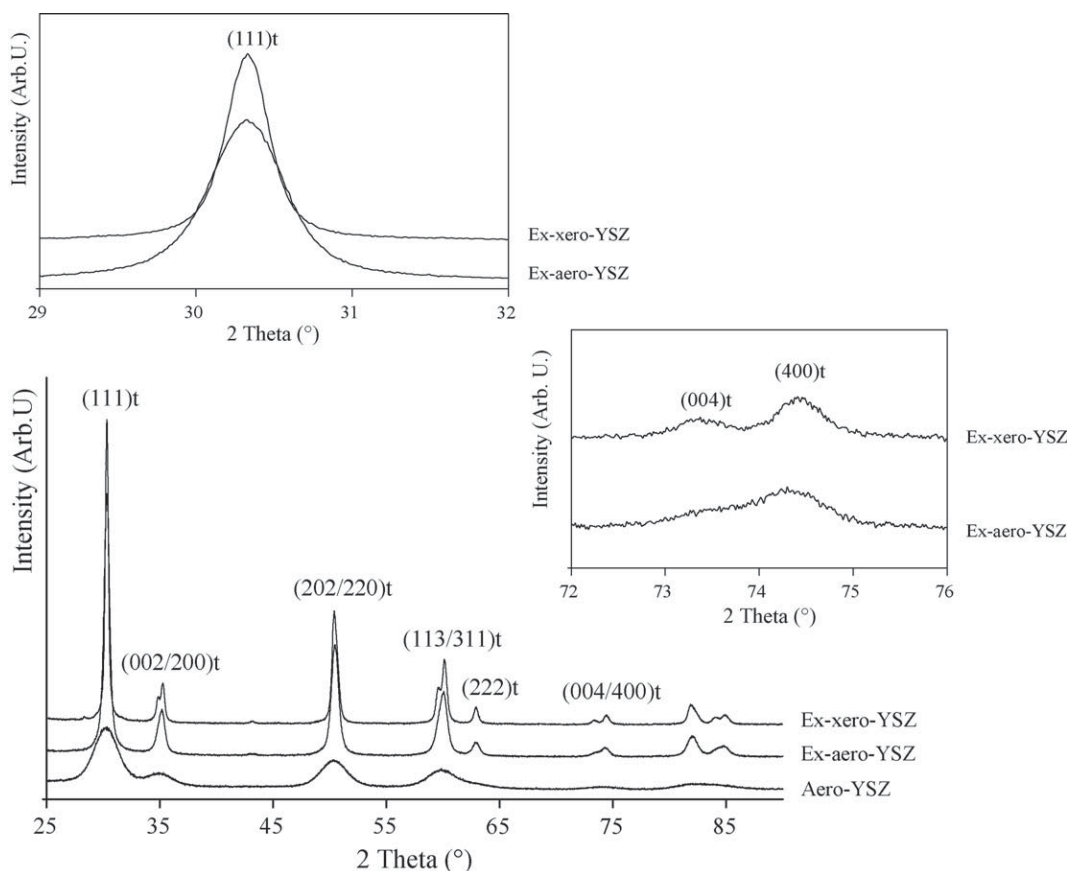 Intensity (Arb.U.)
(111)t
Ex-xero-YSZ
Ex-aero-YSZ
29 30 31 32
2 Theta (°)
Intensity (Arb. U.)
(004)t
(400)t
Ex-xero-YSZ
Ex-aero-YSZ
72 73 74 75 76
2 Theta (°)
Intensity (Arb.U)
(111)t
(002/200)t
(202/220)t
(113/311)t
(222)t
(004/400)t
Ex-xero-YSZ
Ex-aero-YSZ
Aero-YSZ
25 35 45 55 65 75 85
2 Theta (°)